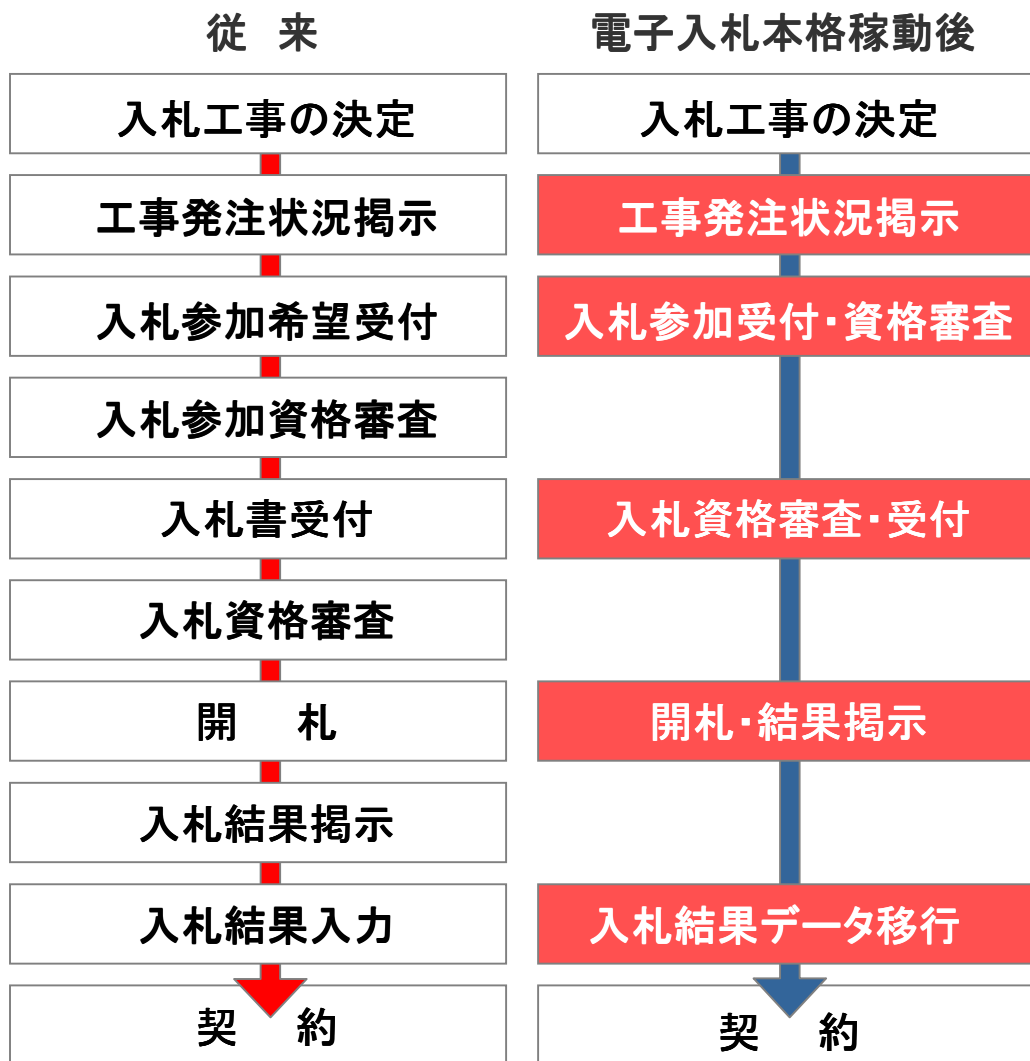 従 来
入札工事の決定
工事発注状況掲示
入札参加希望受付
入札参加資格審査
入札書受付
入札資格審査
開 札
入札結果掲示
入札結果入力
契 約
電子入札本格稼動後
入札工事の決定
工事発注状況掲示
入札参加受付・資格審査
入札資格審査・受付
開札・結果掲示
入札結果データ移行
契 約